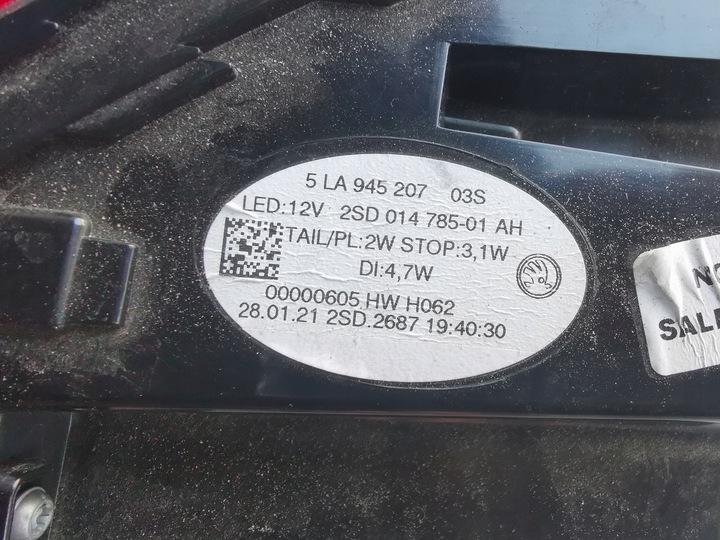 5 LA 945 207 03S
LED:12V 2SD 014 785-01 AH
TAIL/PL:2W STOP:3,1W
DI:4,7W
00000605 HW H062
28.01.21 2SD.2687 19:40:30